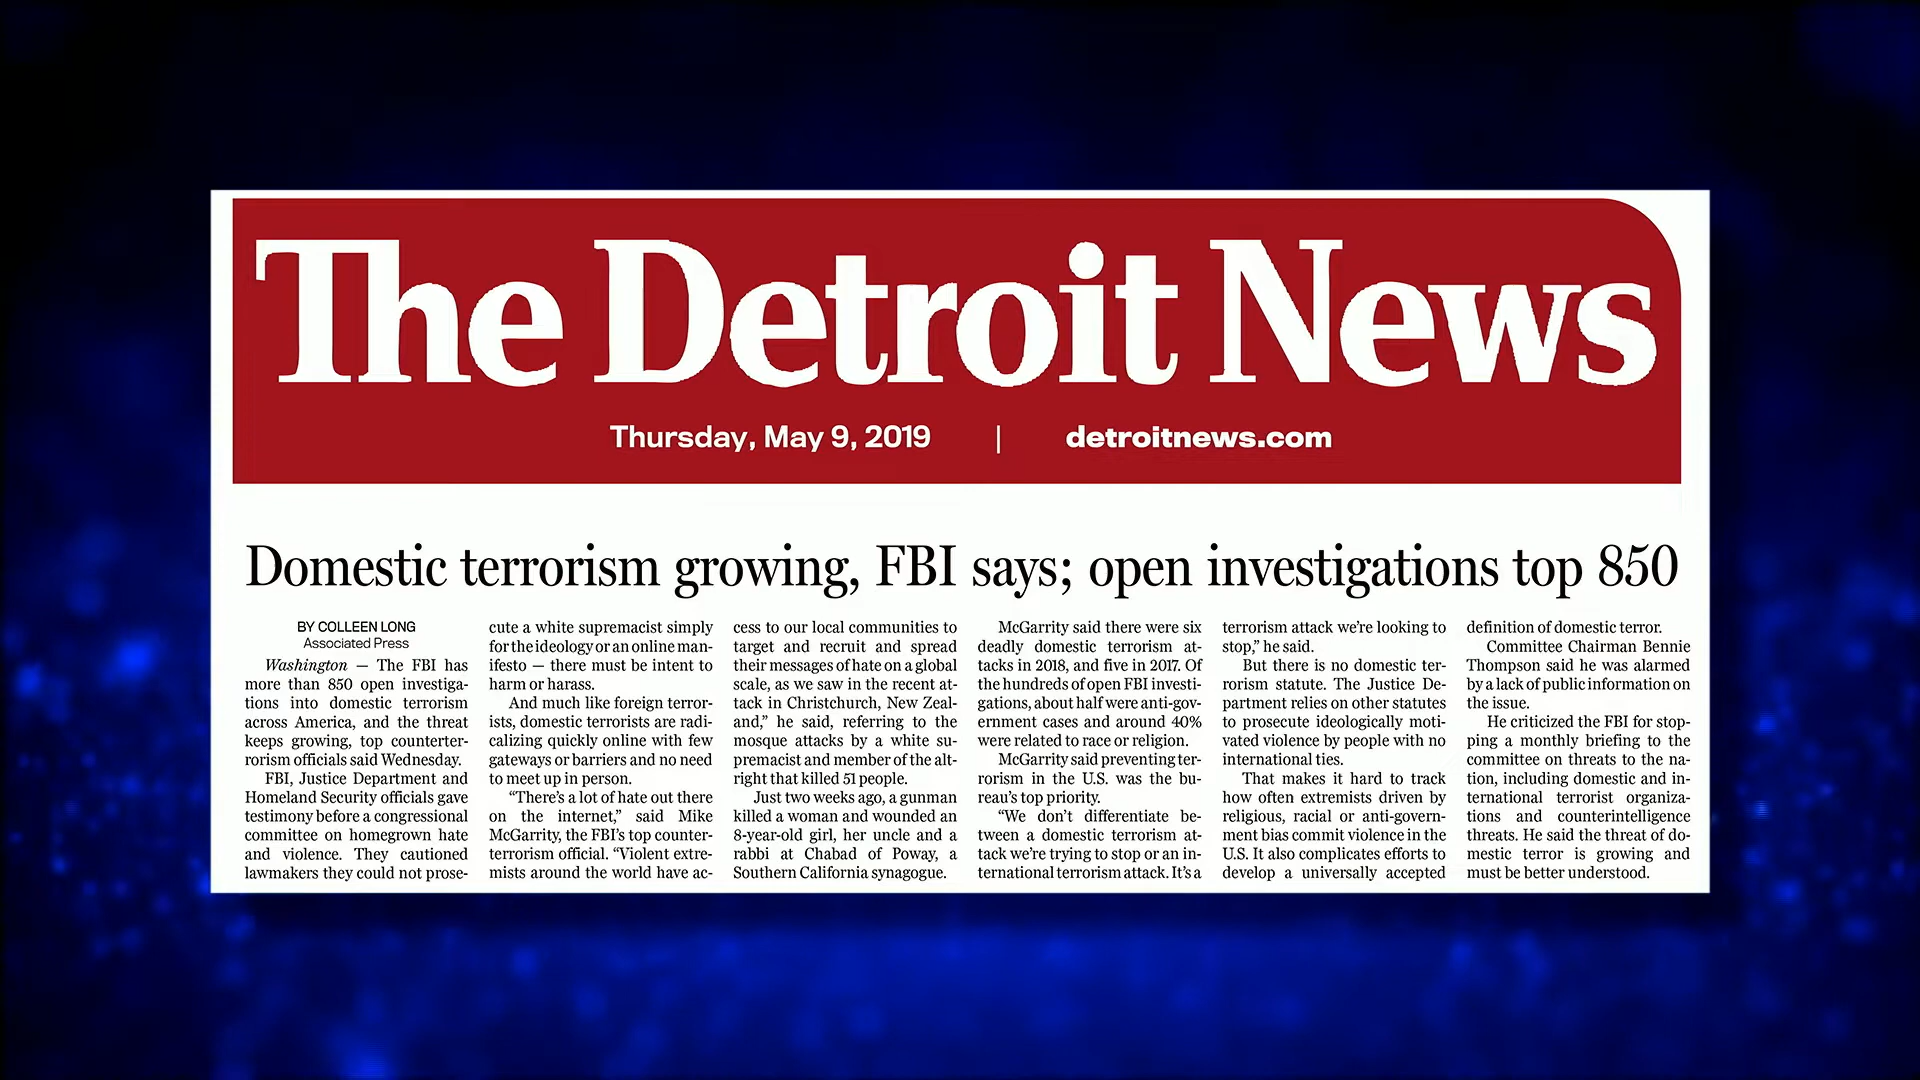 The Detroit News
Thursday, May 9, 2019 | detroitnews.com
Domestic terrorism growing, FBI says; open investigations top 850
BY COLLEEN LONG
Associated Press
Washington — The FBI has
more than 850 open investiga-
tions into domestic terrorism
across America, and the threat
keeps growing, top counterter-
rorism officials said Wednesday.
FBI, Justice Department and
Homeland Security officials gave
testimony before a congressional
committee on homegrown hate
and violence. They cautioned
lawmakers they could not prose-
cute a white supremacist simply
for the ideology or an online man-
ifesto — there must be intent to
harm or harass.
And much like foreign terror-
ists, domestic terrorists are radi-
calizing quickly online with few
gateways or barriers and no need
to meet up in person.
“There’s a lot of hate out there
on the internet,” said Mike
McGarrity, the FBI’s top counter-
terrorism official. “Violent extre-
mists around the world have ac-
cess to our local communities to
target and recruit and spread
their messages of hate on a global
scale, as we saw in the recent at-
tack in Christchurch, New Zeal-
and,” he said, referring to the
mosque attacks by a white su-
premacist and member of the alt-
right that killed 51 people.
Just two weeks ago, a gunman
killed a woman and wounded an
8-year-old girl, her uncle and a
rabbi at Chabad of Poway, a
Southern California synagogue.
McGarrity said there were six
deadly domestic terrorism at-
tacks in 2018, and five in 2017. Of
the hundreds of open FBI investi-
gations, about half were anti-gov-
ernment cases and around 40%
were related to race or religion.
McGarrity said preventing ter-
rorism in the U.S. was the bu-
reau’s top priority.
“We don’t differentiate be-
tween a domestic terrorism at-
tack we’re trying to stop or an in-
ternational terrorism attack. It’s a
terrorism attack we’re looking to
stop,” he said.
But there is no domestic ter-
rorism statute. The Justice De-
partment relies on other statutes
to prosecute ideologically moti-
vated violence by people with no
international ties.
That makes it hard to track
how often extremists driven by
religious, racial or anti-govern-
ment bias commit violence in the
U.S. It also complicates efforts to
develop a universally accepted
definition of domestic terror.
Committee Chairman Bennie
Thompson said he was alarmed
by a lack of public information on
the issue.
He criticized the FBI for stop-
ping a monthly briefing to the
committee on threats to the na-
tion, including domestic and in-
ternational terrorist organiza-
tions and counterintelligence
threats. He said the threat of do-
mestic terror is growing and
must be better understood.